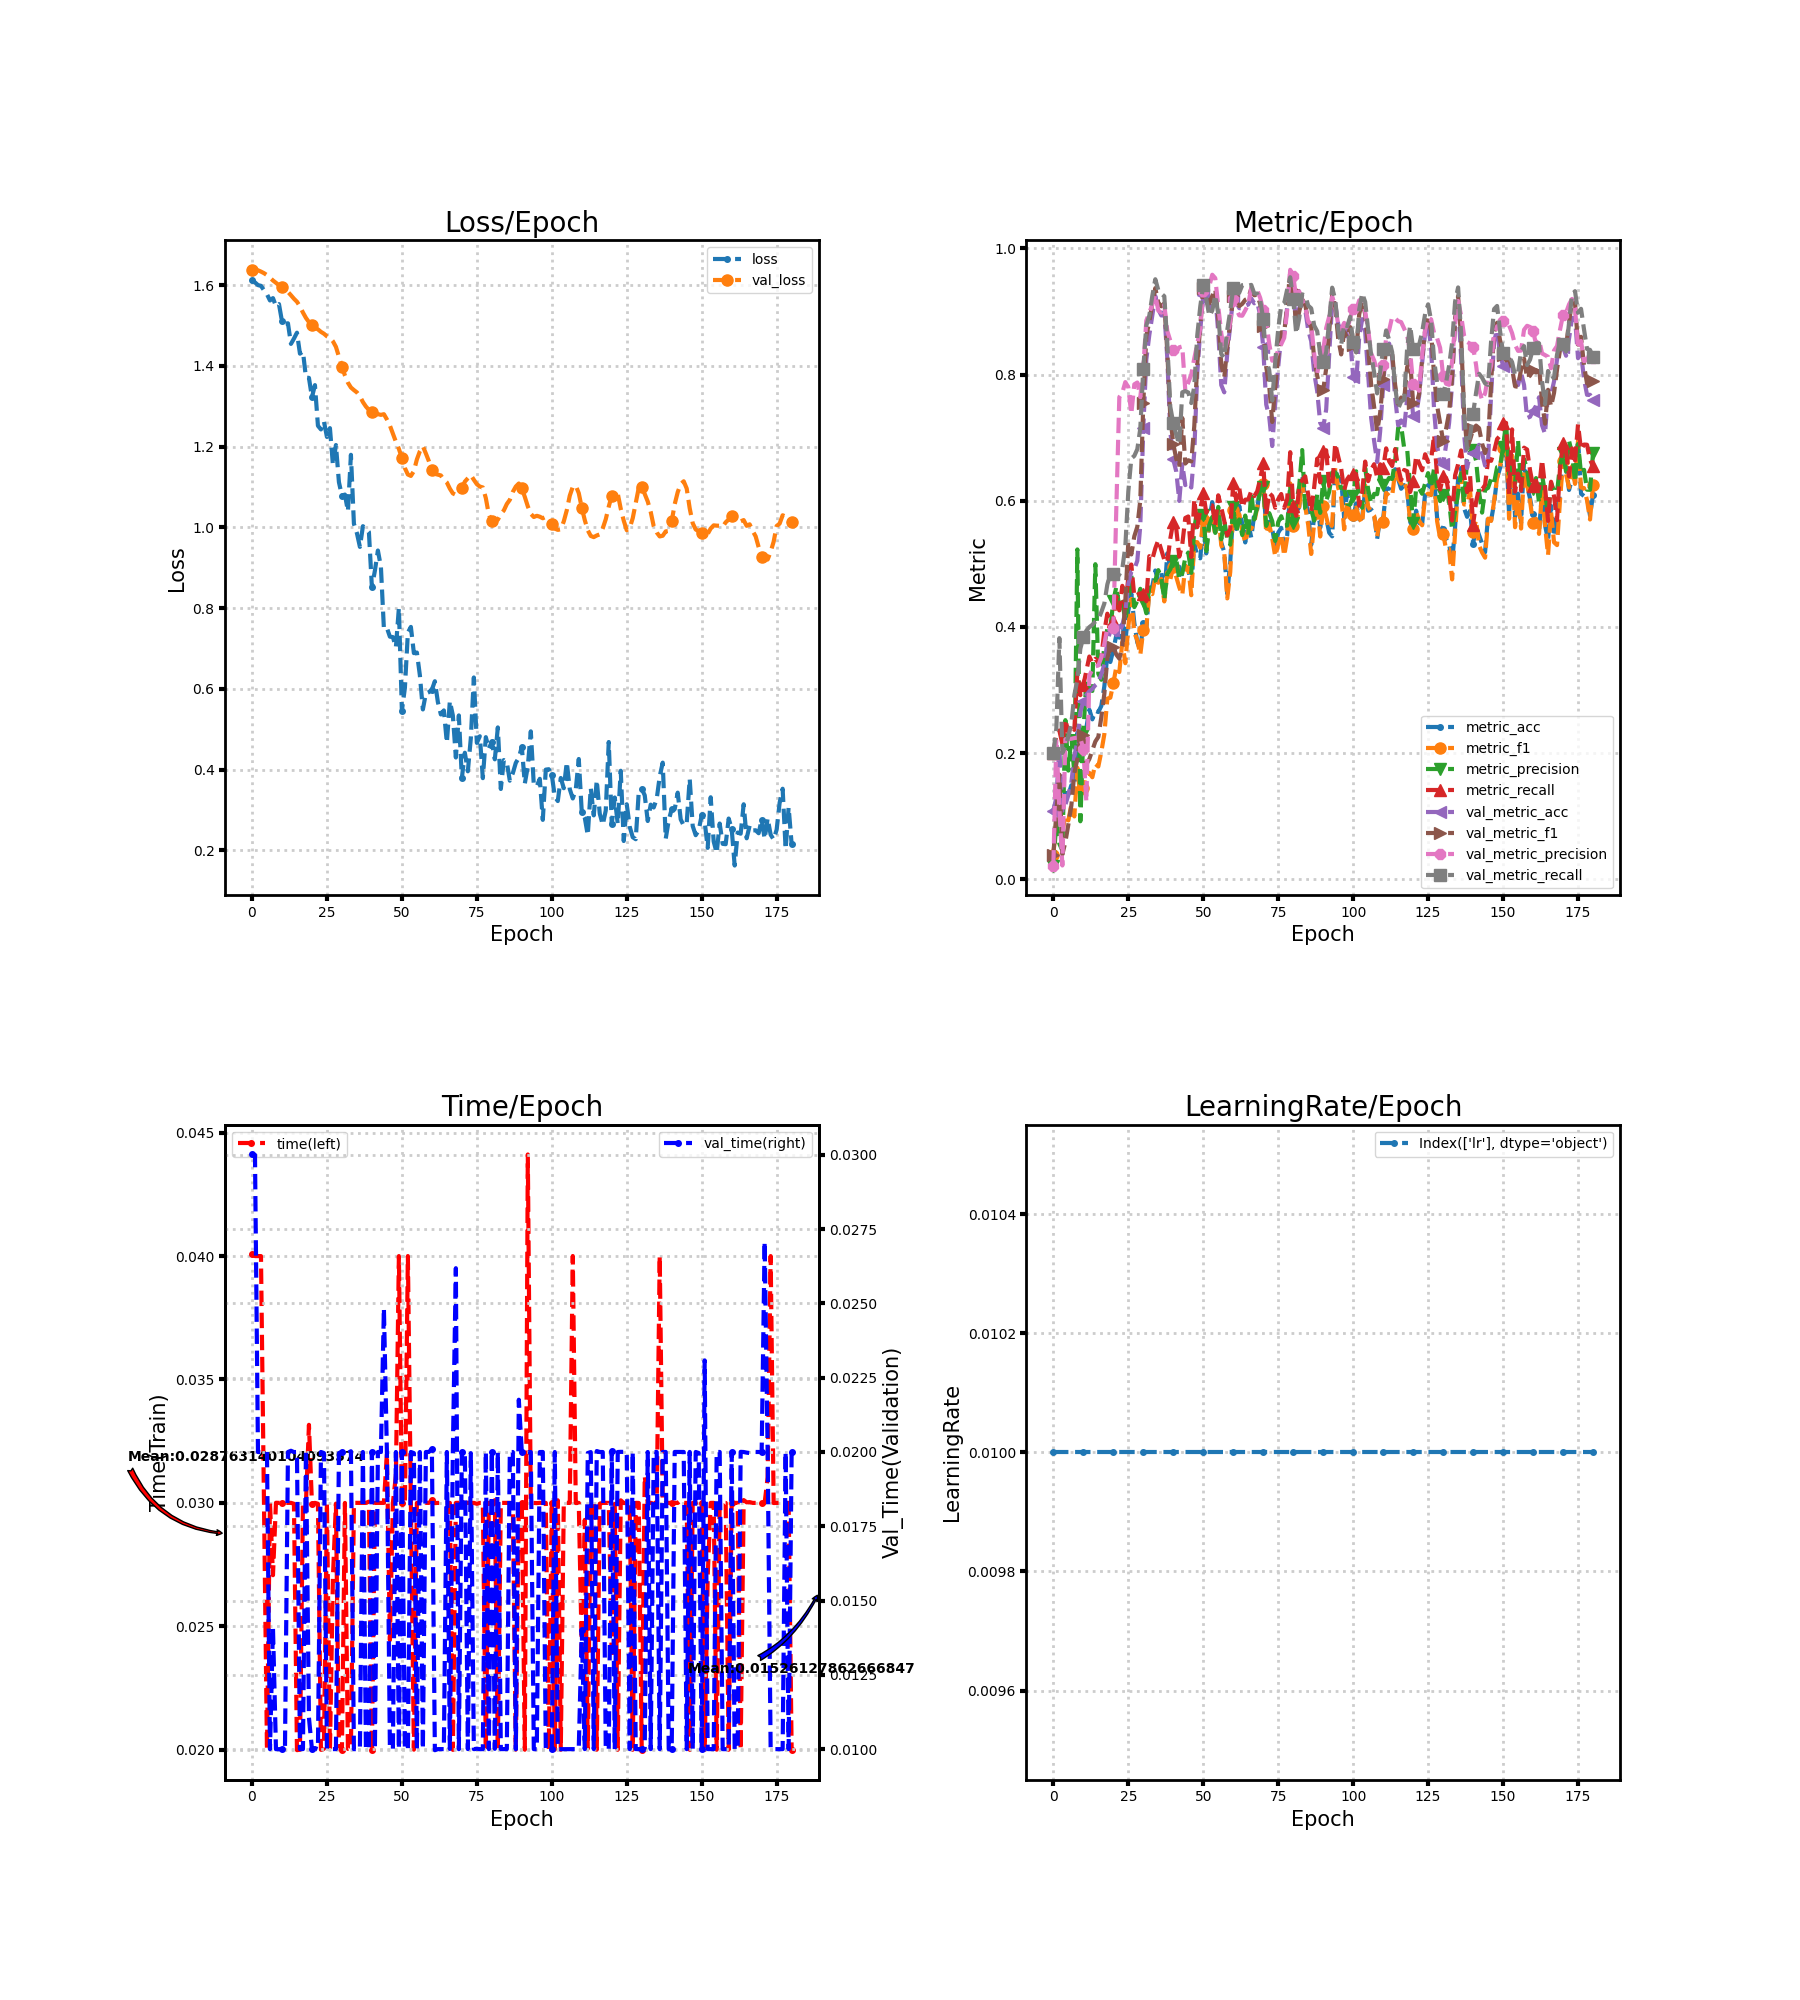 Loss/Epoch
Loss
1.6
1.4
1.2
1.0
0.8
0.6
0.4
0.2
0 25 50 75 100 125 150 175
Epoch
loss
val_loss
Metric/Epoch
Metric
1.0
0.8
0.6
0.4
0.2
0.0
0 25 50 75 100 125 150 175
Epoch
metric_acc
metric_f1
metric_precision
metric_recall
val_metric_acc
val_metric_f1
val_metric_precision
val_metric_recall
Time/Epoch
time(left)
val_time(right)
Time(Train)
0.045
0.040
0.035
0.030
0.025
0.020
0.0300
0.0275
0.0250
0.0225
0.0200
0.0175
0.0150
0.0125
0.0100
Val_Time(Validation)
Mean:0.01526127862666847
0 25 50 75 100 125 150 175
Epoch
LearningRate/Epoch
Index(['lr'], dtype='object')
LearningRate
0.0104
0.0102
0.0100
0.0098
0.0096
0 25 50 75 100 125 150 175
Epoch